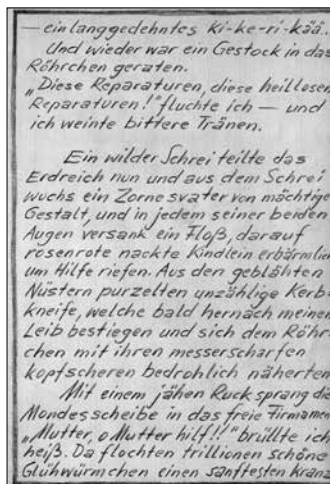 — ein langgedehntes ki-ke-ri-kää..
Und wieder war ein Gestock in das
Röhrchen geraten.
„Diese Reparaturen, diese heillosen
Reparaturen!" fluchte ich — und
ich weinte bittere Tränen.
Ein wilder Schrei teilte das
Erdreich nun und aus dem Schrei
wuchs ein Zornesvater von mächtige
Gestalt, und in jedem seiner beiden
Augen versank ein Floß, darauf
rosenrote nackte Kindlein erbärmlich
um Hilfe riefen. Aus den geblähten
Nüstern purzelten unzählige Kerb-
kneife, welche bald hernach meinen
Leib bestiegen und sich dem Röhr-
chen mit ihren messerscharfen
kopfscheren bedrohlich näherten
Mit einem jähen Ruck sprang die
Mondesscheibe in das freie Firmamen
„Mutter, o Mutter hilf!!" brüllte ich
heiß. Da flochten trillionen schöne
Glühwürmchen einen sanftesten Kranz